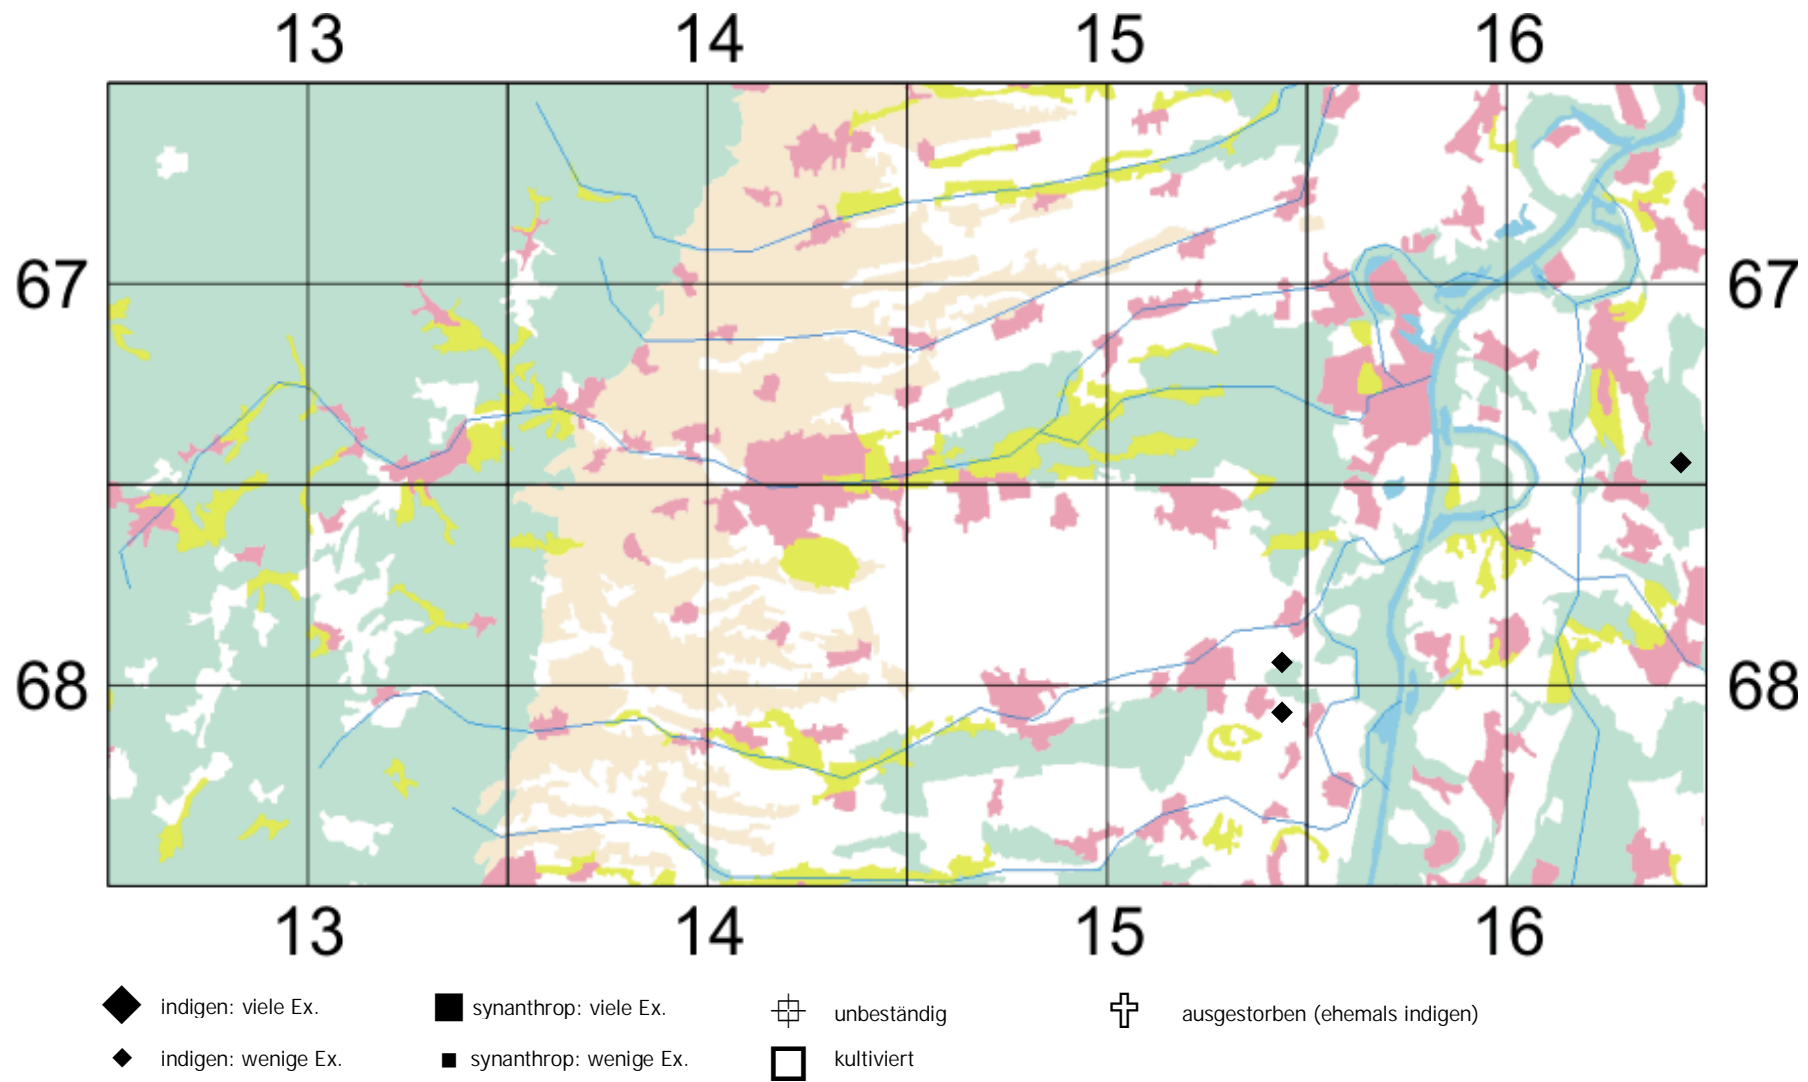 13 14 15 16
67 67
68 68
13 14 15 16
indigen: viele Ex. synanthrop: viele Ex. unbeständig ausgestorben (ehemals indigen)
indigen: wenige Ex. synanthrop: wenige Ex. kultiviert